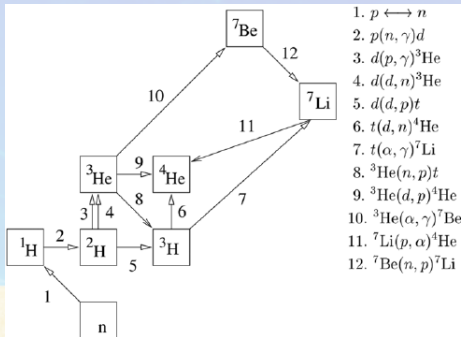 ⁷Be
12
⁷Li
10
11
³He
9
⁴He
8
3
4
6
7
¹H
2
²H
5
³H
1
n
1. p ⟷ n
2. p(n, γ)d
3. d(p, γ)³He
4. d(d, n)³He
5. d(d, p)t
6. t(d, n)⁴He
7. t(α, γ)⁷Li
8. ³He(n, p)t
9. ³He(d, p)⁴He
10. ³He(α, γ)⁷Be
11. ⁷Li(p, α)⁴He
12. ⁷Be(n, p)⁷Li